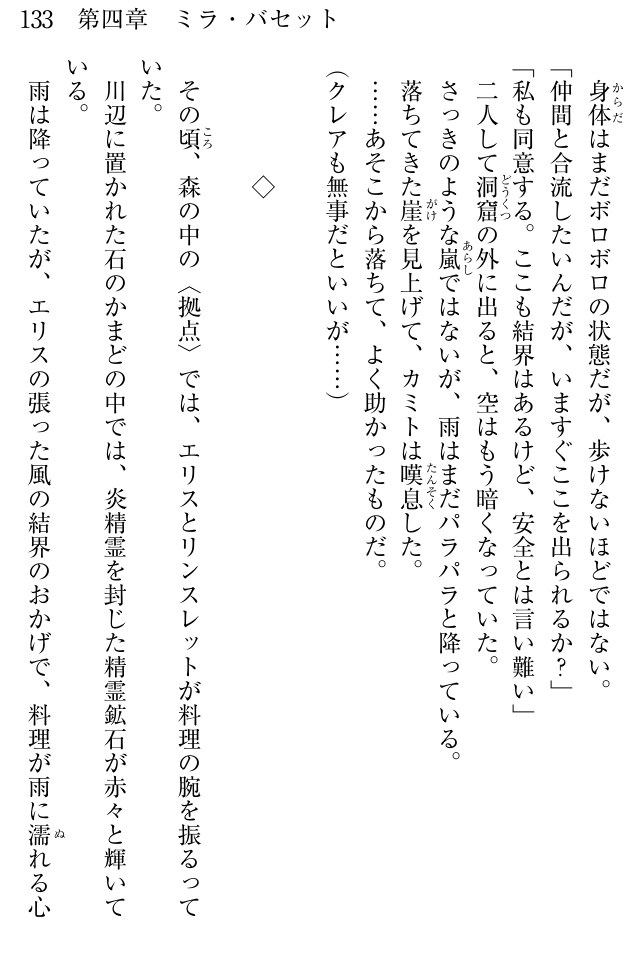 133　第四章　ミラ・バセット
身体はまだボロボロの状態だが、歩けないほどではない。
「仲間と合流したいんだが、いますぐここを出られるか？」
「私も同意する。ここも結界はあるけど、安全とは言い難い」
二人して洞窟の外に出ると、空はもう暗くなっていた。
さっきのような嵐ではないが、雨はまだパラパラと降っている。
落ちてきた崖を見上げて、カミトは嘆息した。
……あそこから落ちて、よく助かったものだ。
（クレアも無事だといいが……）
◇
その頃、森の中の〈拠点〉では、エリスとリンスレットが料理の腕を振るって
いた。
川辺に置かれた石のかまどの中では、炎精霊を封じた精霊鉱石が赤々と輝いて
いる。
雨は降っていたが、エリスの張った風の結界のおかげで、料理が雨に濡れる心